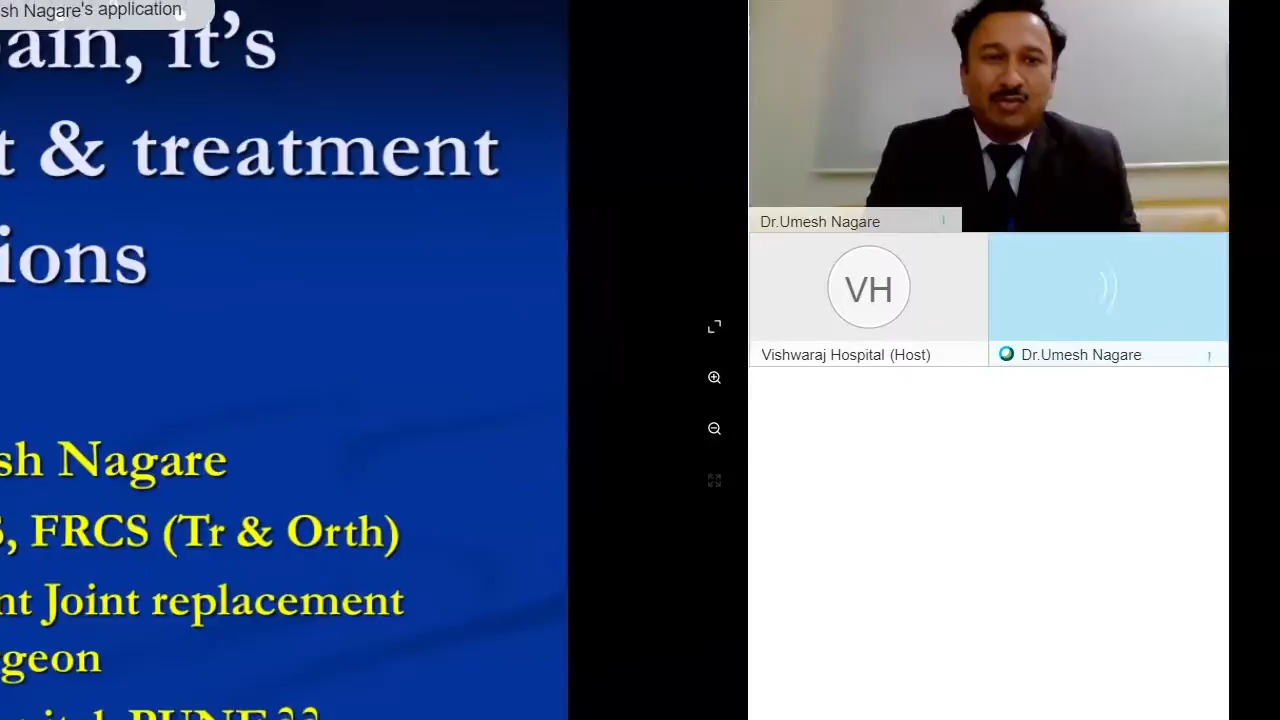 sh Nagare's application
ain, it's
t & treatment
ions
sh Nagare
S, FRCS (Tr & Orth)
nt Joint replacement
geon
Dr.Umesh Nagare
VH
Vishwaraj Hospital (Host)
Dr.Umesh Nagare